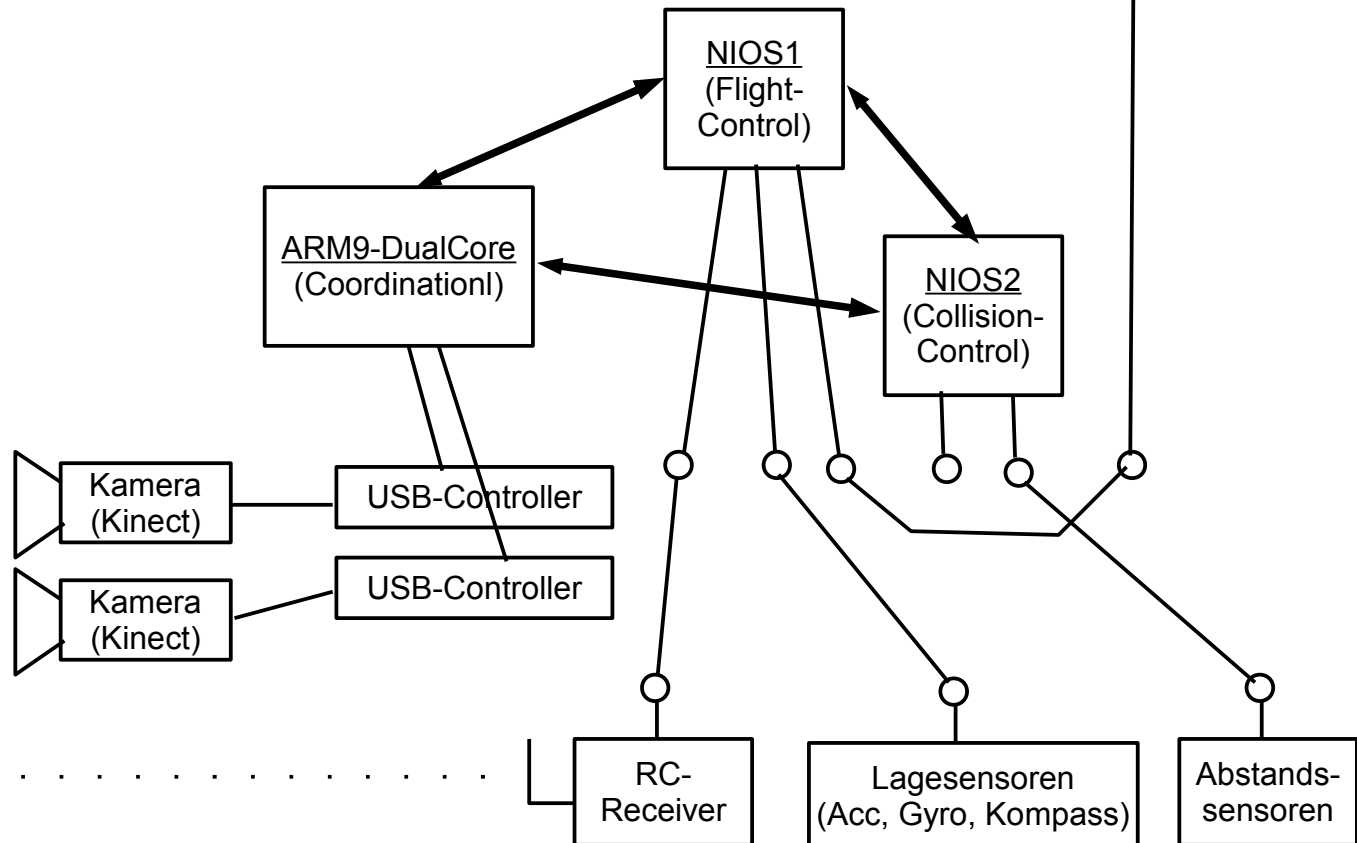 NIOS1
(Flight-
Control)
ARM9-DualCore
(Coordinationl)
NIOS2
(Collision-
Control)
Kamera
(Kinect)
USB-Controller
Kamera
(Kinect)
USB-Controller
RC-
Receiver
Lagesensoren
(Acc, Gyro, Kompass)
Abstands-
sensoren